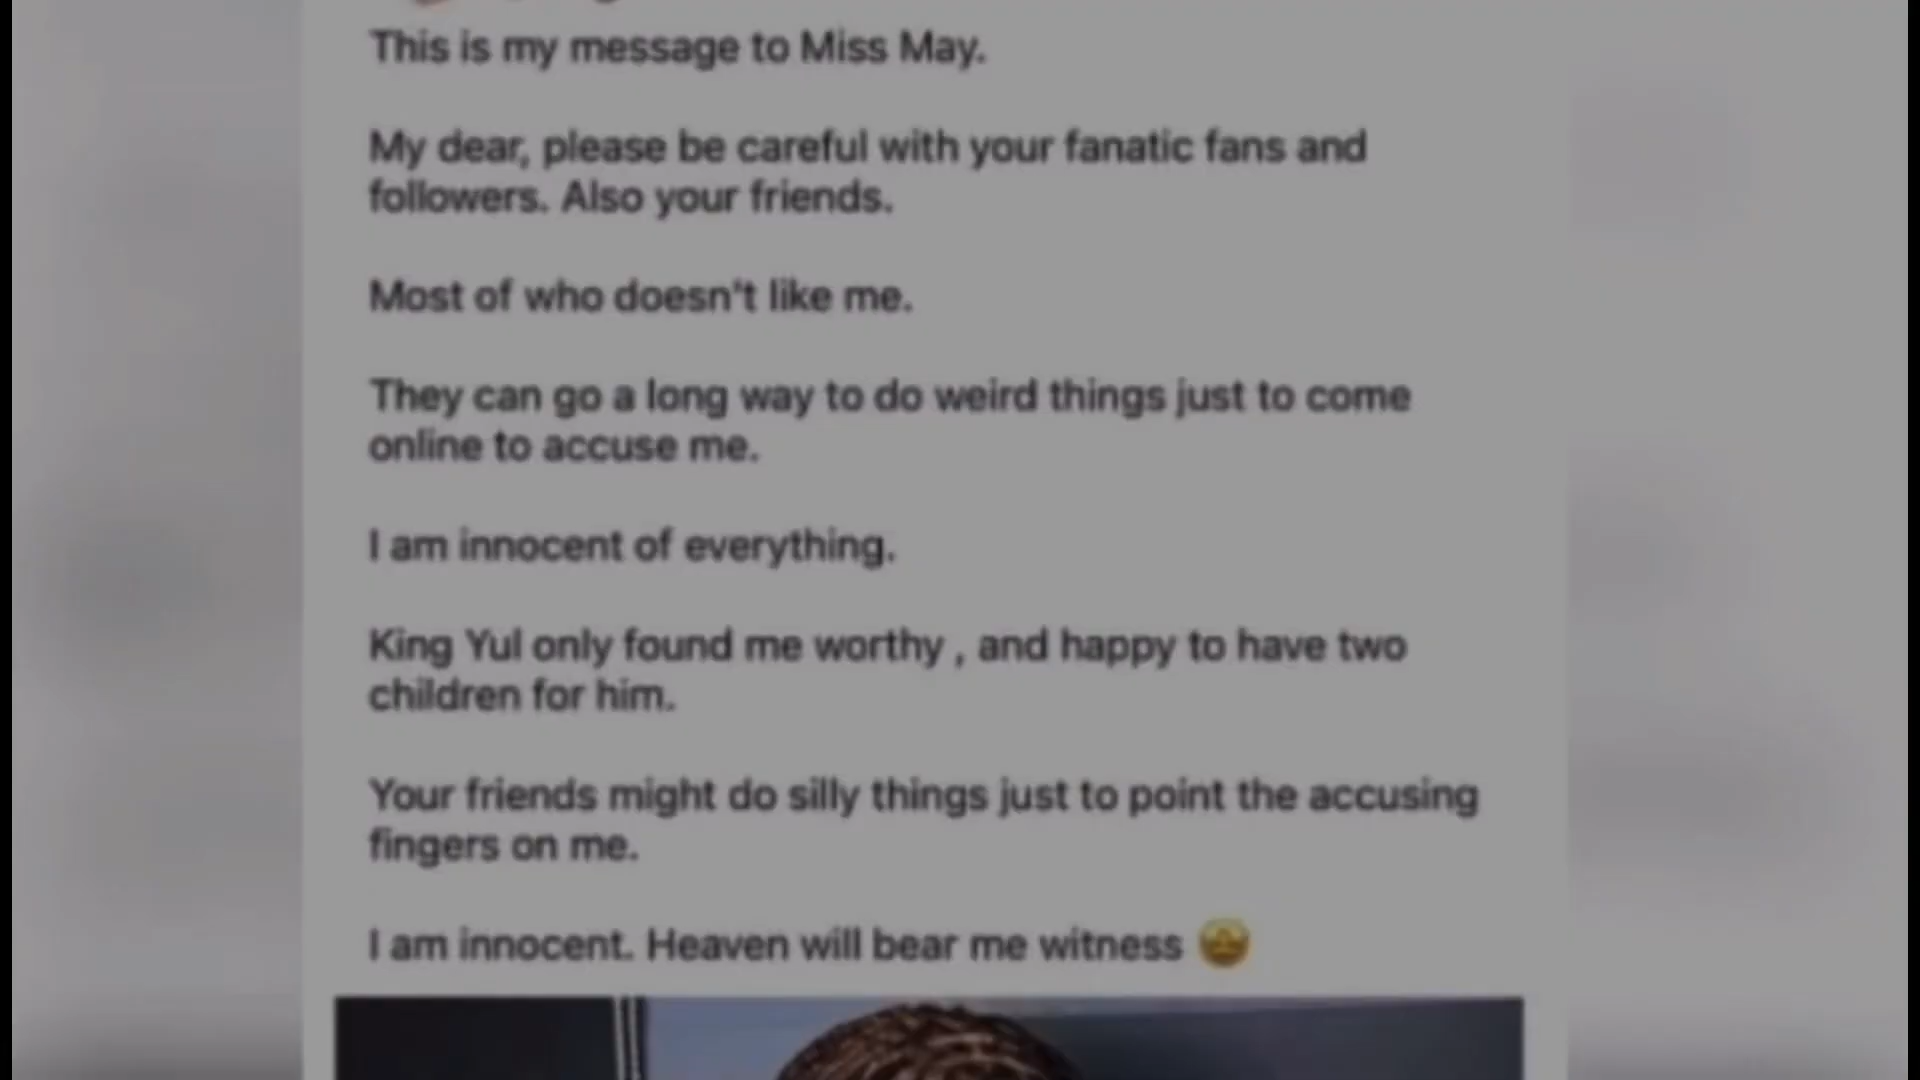 This is my message to Miss May.
My dear, please be careful with your fanatic fans and
followers. Also your friends.
Most of who doesn't like me.
They can go a long way to do weird things just to come
online to accuse me.
I am innocent of everything.
King Yul only found me worthy , and happy to have two
children for him.
Your friends might do silly things just to point the accusing
fingers on me.
I am innocent. Heaven will bear me witness 🤩